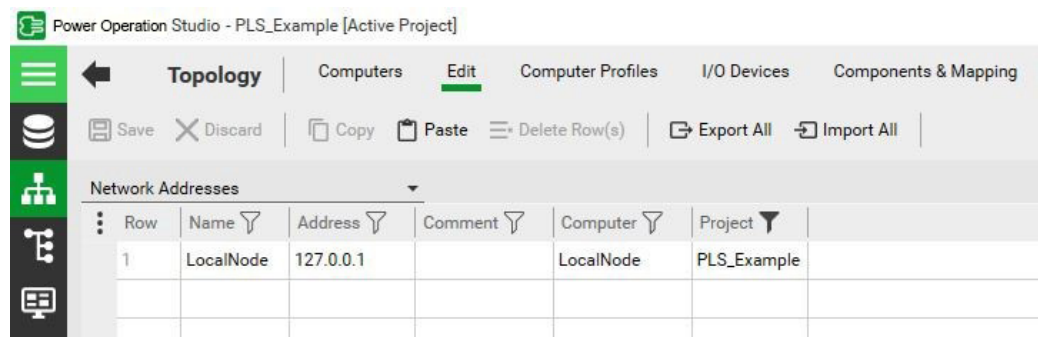 Power Operation Studio - PLS_Example [Active Project]
Topology Computers Edit Computer Profiles I/O Devices Components & Mapping
Save Discard Copy Paste Delete Row(s) Export All Import All
Network Addresses
Row Name Address Comment Computer Project
1 LocalNode 127.0.0.1 LocalNode PLS_Example